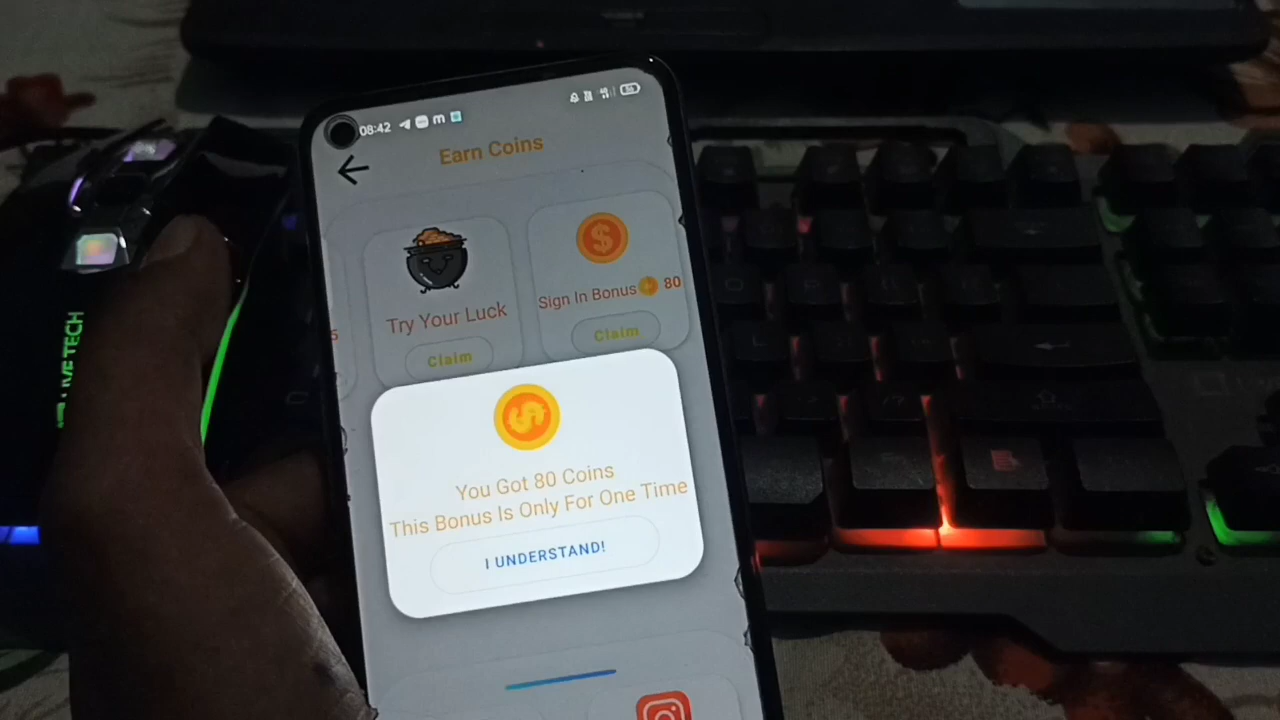 08:42
Earn Coins
Try Your Luck
Claim
Sign In Bonus 80
Claim
You Got 80 Coins
This Bonus Is Only For One Time
I UNDERSTAND!
TECH